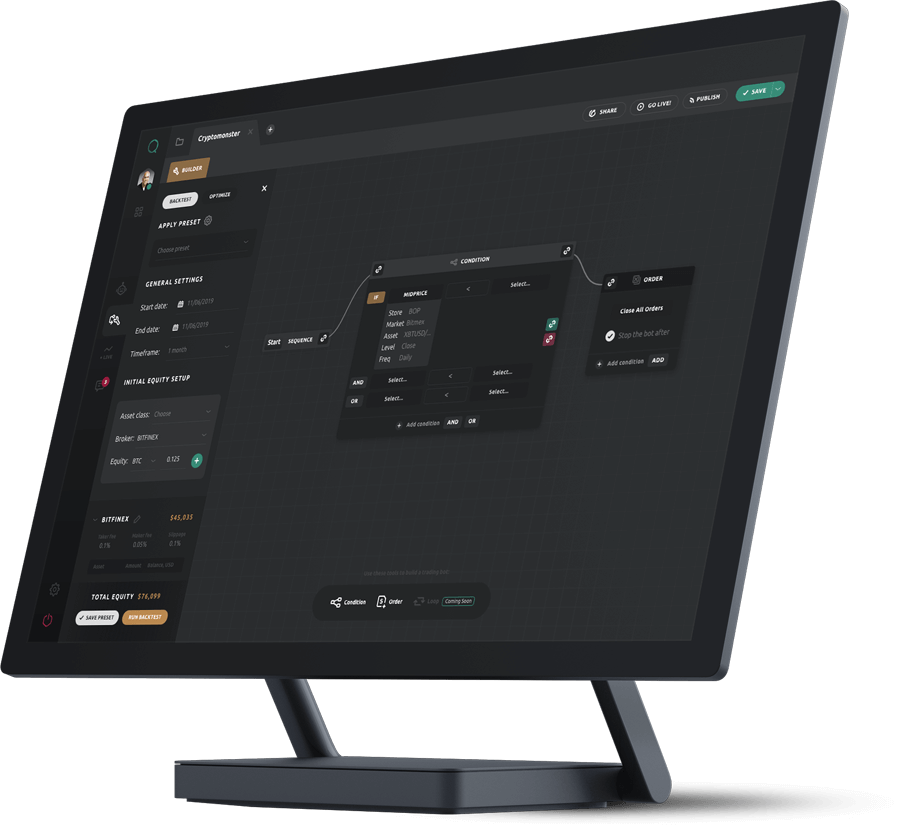 Cryptomonster
SHARE
GO LIVE!
PUBLISH
SAVE
BUILDER
BACKTEST
OPTIMIZE
APPLY PRESET
Choose preset
GENERAL SETTINGS
Start date: 11/06/2019
End date: 11/06/2019
Timeframe: 1 month
INITIAL EQUITY SETUP
Asset class: Choose
Broker: BITFINEX
Equity: BTC 0.125
BITFINEX $45,035
0.1% 0.05% 0.1%
TOTAL EQUITY $76,099
SAVE PRESET
RUN BACKTEST
3
Start SEQUENCE
CONDITION
IF MIDPRICE < Select...
Store BOP
Market Bitmex
Asset XBTUSD/...
Level Close
Freq Daily
AND Select... < Select...
OR Select... < Select...
Add condition AND OR
ORDER
Close All Orders
Stop the bot after
Add condition ADD
Condition
Order
Loop
Coming Soon